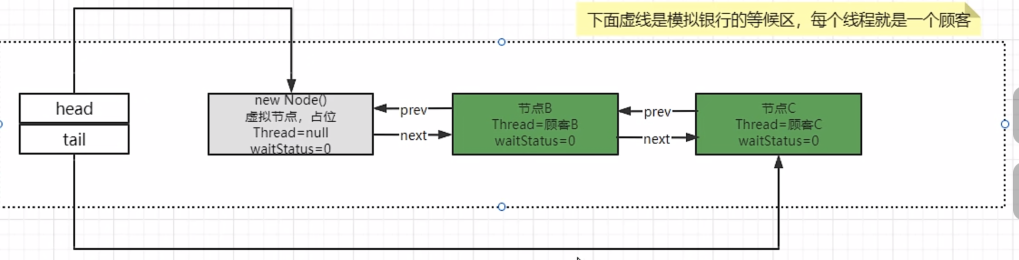 下面虚线是模拟银行的等候区，每个线程就是一个顾客
head
tail
new Node()
虚拟节点，占位
Thread=null
waitStatus=0
prev
next
节点B
Thread=顾客B
waitStatus=0
prev
next
节点C
Thread=顾客C
waitStatus=0